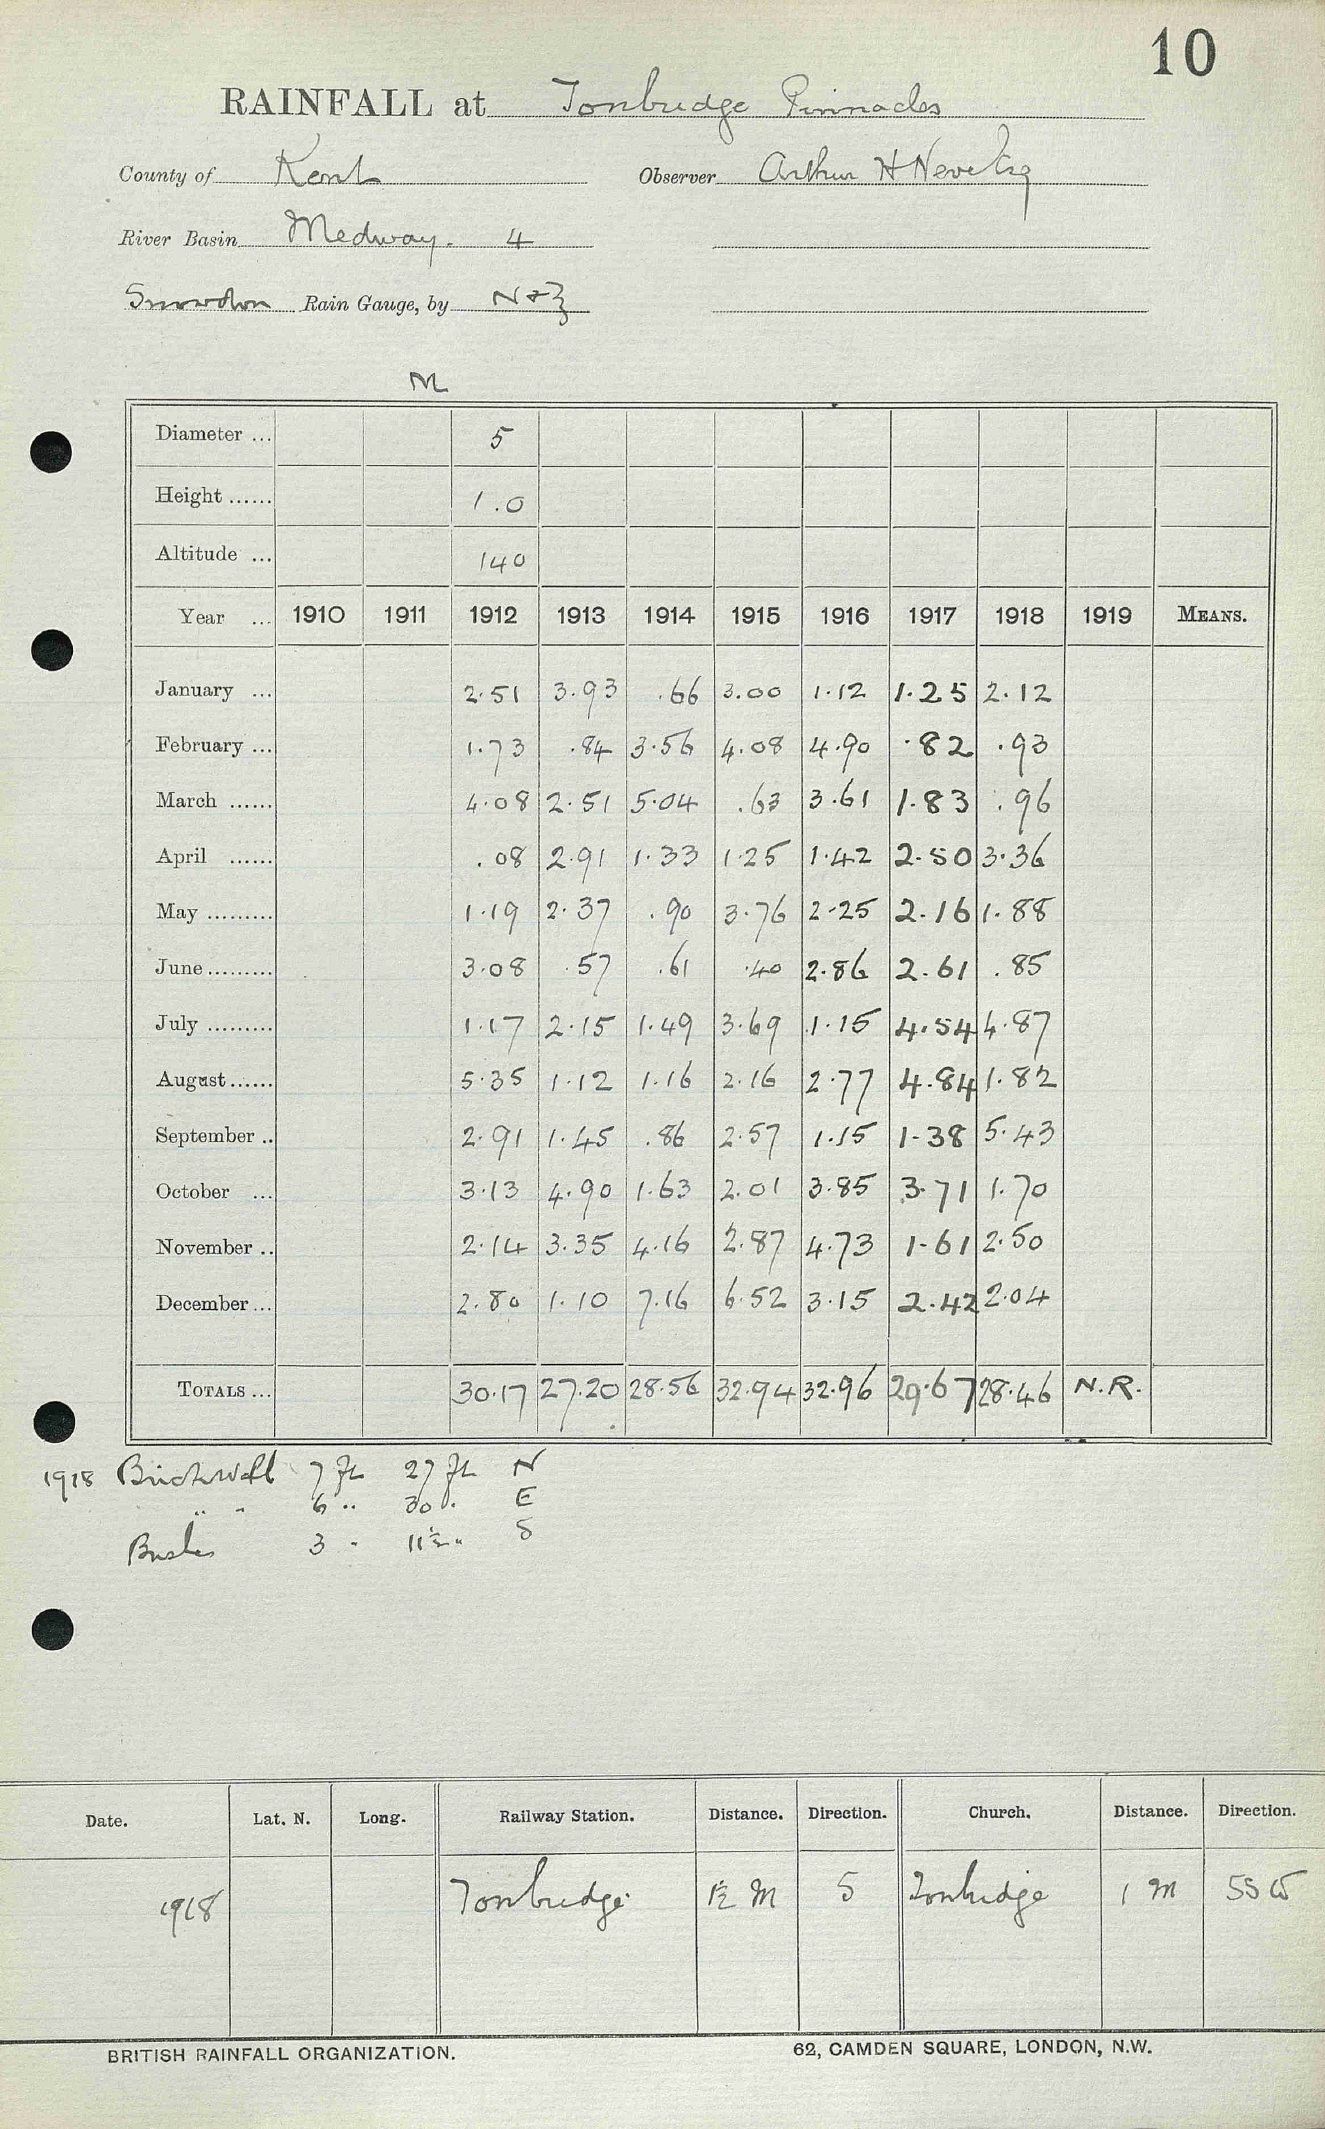 10
RAINFALL at Tonbridge Pinnacles
County of Kent Observer Arthur H Neve Esq
River Basin Medway. 4
Snowdon Rain Gauge, by N & Z
M
Diameter ... 5
Height ...... 1.0
Altitude ... 140
Year ... 1910 1911 1912 1913 1914 1915 1916 1917 1918 1919 MEANS.
January ... 2.51 3.93 .66 3.00 1.12 1.25 2.12
February ... 1.73 .84 3.56 4.08 4.90 .82 .93
March ...... 4.08 2.51 5.04 .63 3.61 1.83 .96
April ...... .08 2.91 1.33 1.25 1.42 2.50 3.36
May ......... 1.19 2.37 .90 3.76 2.25 2.16 1.88
June ......... 3.08 .57 .61 .40 2.86 2.61 .85
July ......... 1.17 2.15 1.49 3.69 1.15 4.54 4.87
August ...... 5.35 1.12 1.16 2.16 2.77 4.84 1.82
September .. 2.91 1.45 .86 2.57 1.15 1.38 5.43
October ... 3.13 4.90 1.63 2.01 3.85 3.71 1.70
November .. 2.14 3.35 4.16 2.87 4.73 1.61 2.50
December ... 2.80 1.10 7.16 6.52 3.15 2.42 2.04
TOTALS ... 30.17 27.20 28.56 32.94 32.96 29.67 28.46 N.R.
1918 Brickwall 7 ft 27 ft N
" " 6 " 30 " E
Bushes 3 " 11½ " S
Date. Lat. N. Long. Railway Station. Distance. Direction. Church. Distance. Direction.
1918 Tonbridge 1½ M S Tonbridge 1 M SSW
BRITISH RAINFALL ORGANIZATION. 62, CAMDEN SQUARE, LONDON, N.W.